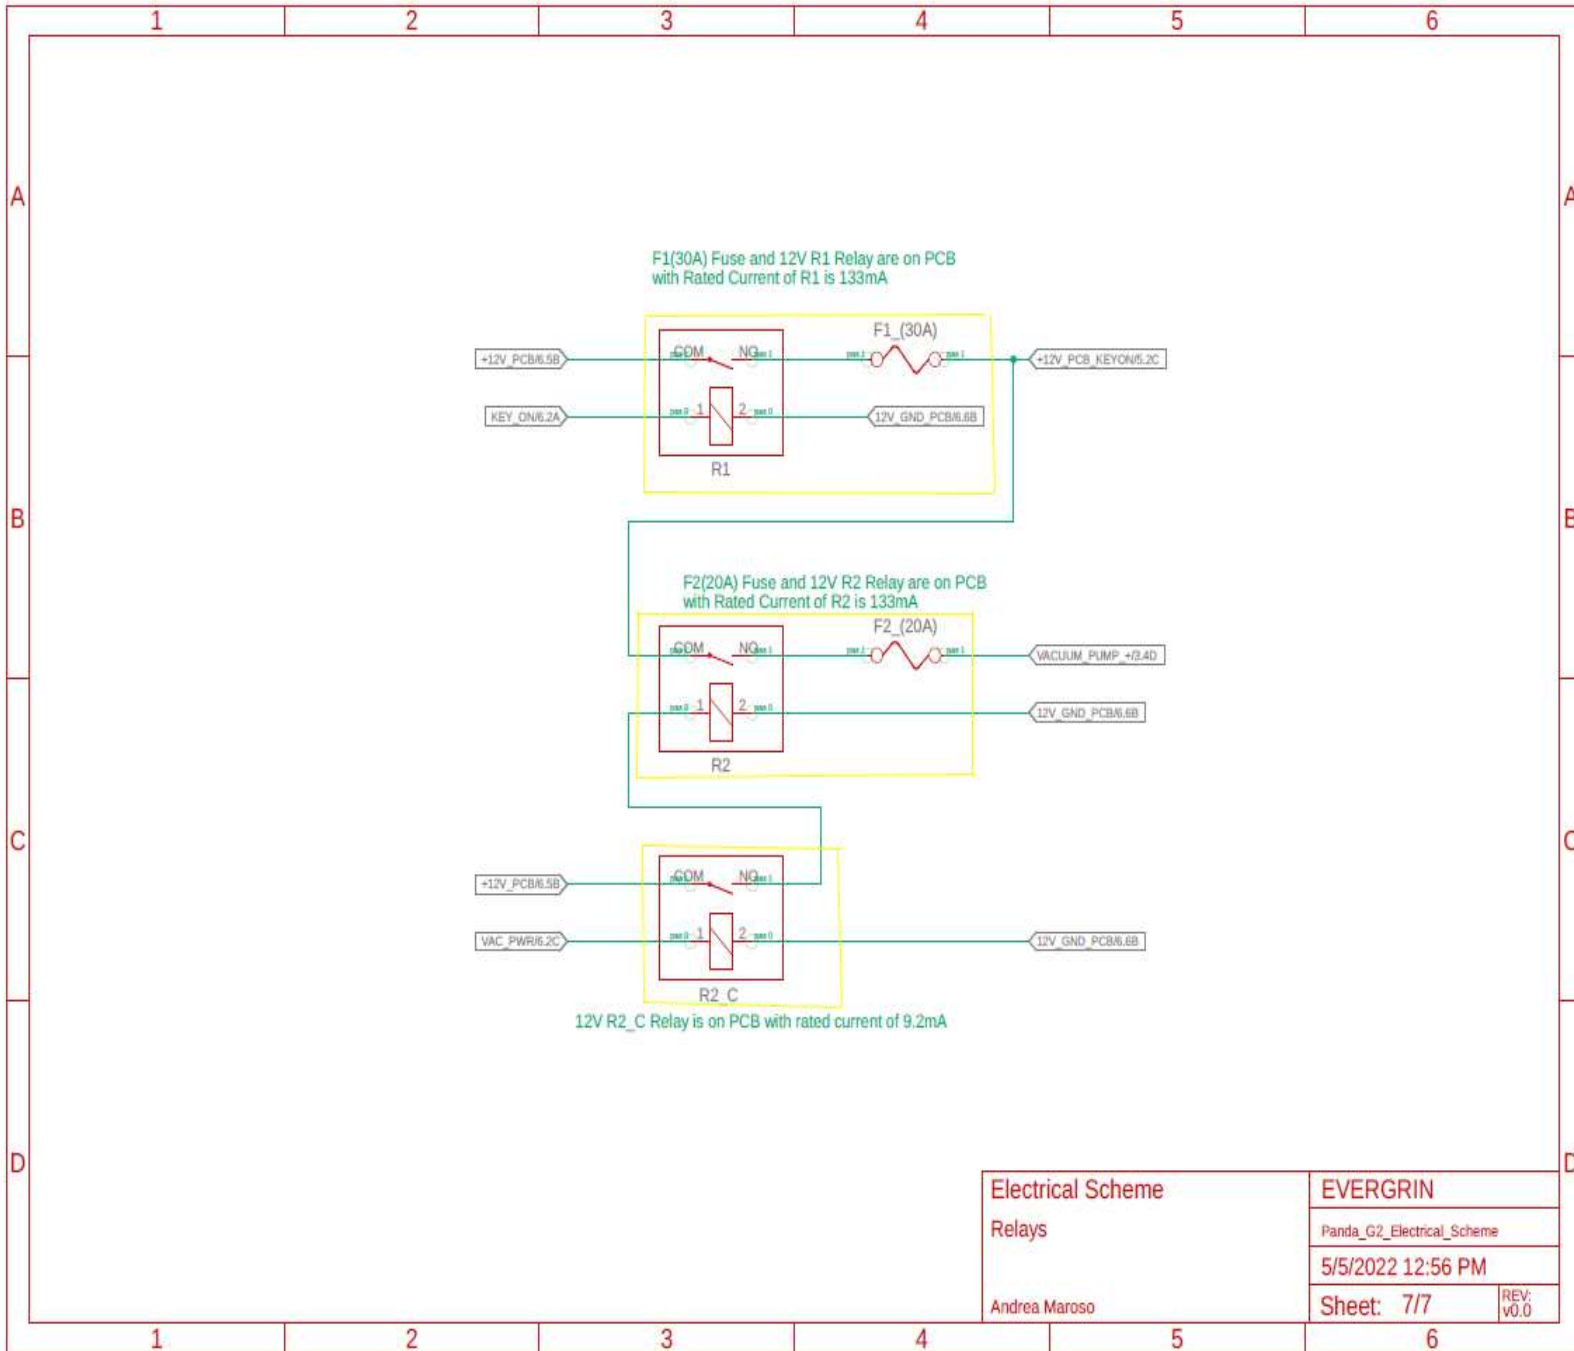 1 2 3 4 5 6
A A
F1(30A) Fuse and 12V R1 Relay are on PCB
with Rated Current of R1 is 133mA
F1_(30A)
+12V_PCB/6.5B COM NO +12V_PCB_KEYON/5.2C
KEY_ON/6.2A 1 2 12V_GND_PCB/6.6B
R1
B B
F2(20A) Fuse and 12V R2 Relay are on PCB
with Rated Current of R2 is 133mA
F2_(20A)
COM NO VACUUM_PUMP_+/3.4D
1 2 12V_GND_PCB/6.6B
R2
C C
+12V_PCB/6.5B COM NO
VAC_PWR/6.2C 1 2 12V_GND_PCB/6.6B
R2_C
12V R2_C Relay is on PCB with rated current of 9.2mA
D D
Electrical Scheme EVERGRIN
Relays Panda_G2_Electrical_Scheme
5/5/2022 12:56 PM
Andrea Maroso Sheet: 7/7 REV:
v0.0
1 2 3 4 5 6